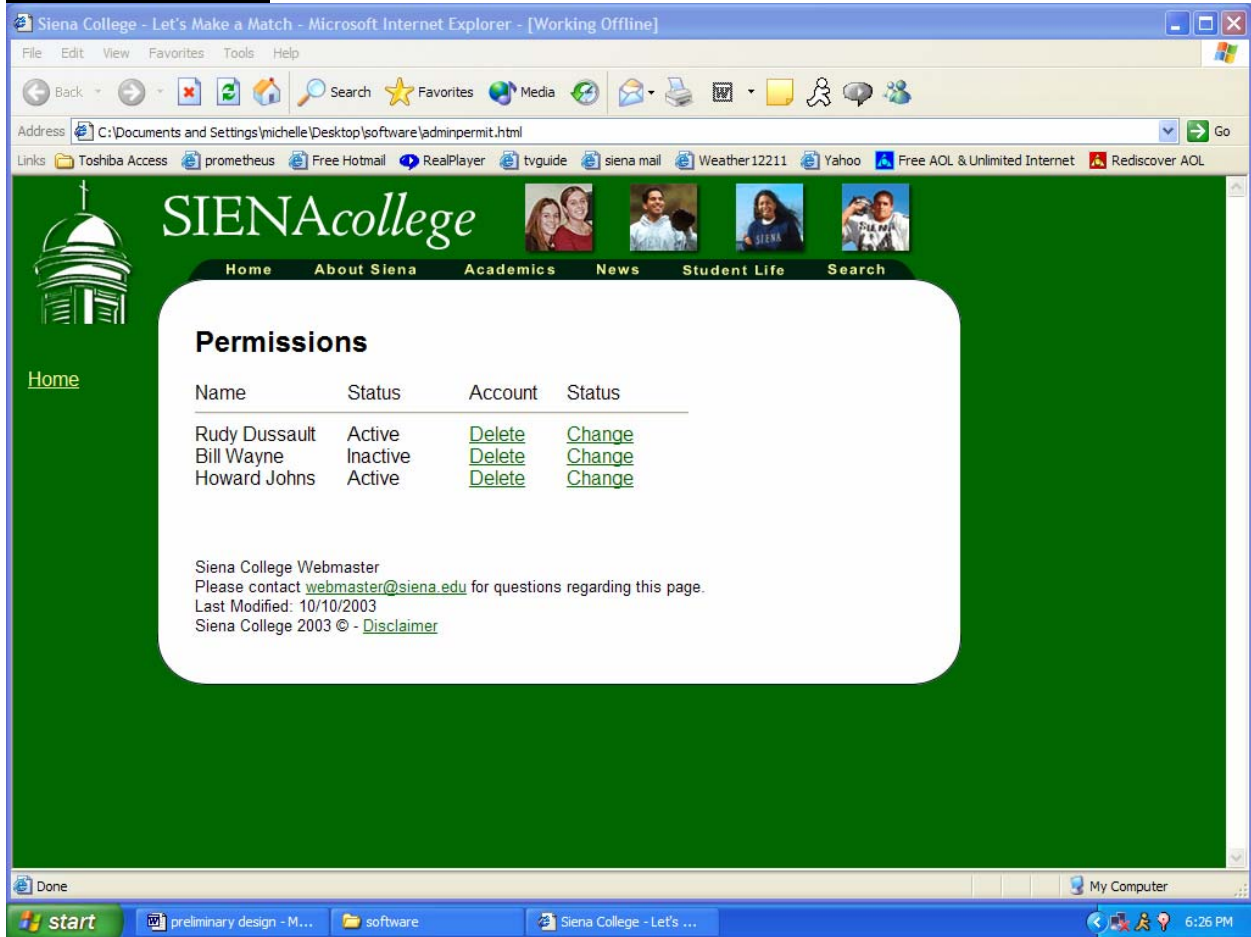 Siena College - Let's Make a Match - Microsoft Internet Explorer - [Working Offline]
File Edit View Favorites Tools Help
Back Search Favorites Media
Address C:\Documents and Settings\michelle\Desktop\software\adminpermit.html Go
Links Toshiba Access prometheus Free Hotmail RealPlayer tvguide siena mail Weather12211 Yahoo Free AOL & Unlimited Internet Rediscover AOL
SIENAcollege
Home About Siena Academics News Student Life Search
Permissions
Home
Name Status Account Status
Rudy Dussault Active Delete Change
Bill Wayne Inactive Delete Change
Howard Johns Active Delete Change
Siena College Webmaster
Please contact webmaster@siena.edu for questions regarding this page.
Last Modified: 10/10/2003
Siena College 2003 © - Disclaimer
Done My Computer
start preliminary design - M... software Siena College - Let's ... 6:26 PM